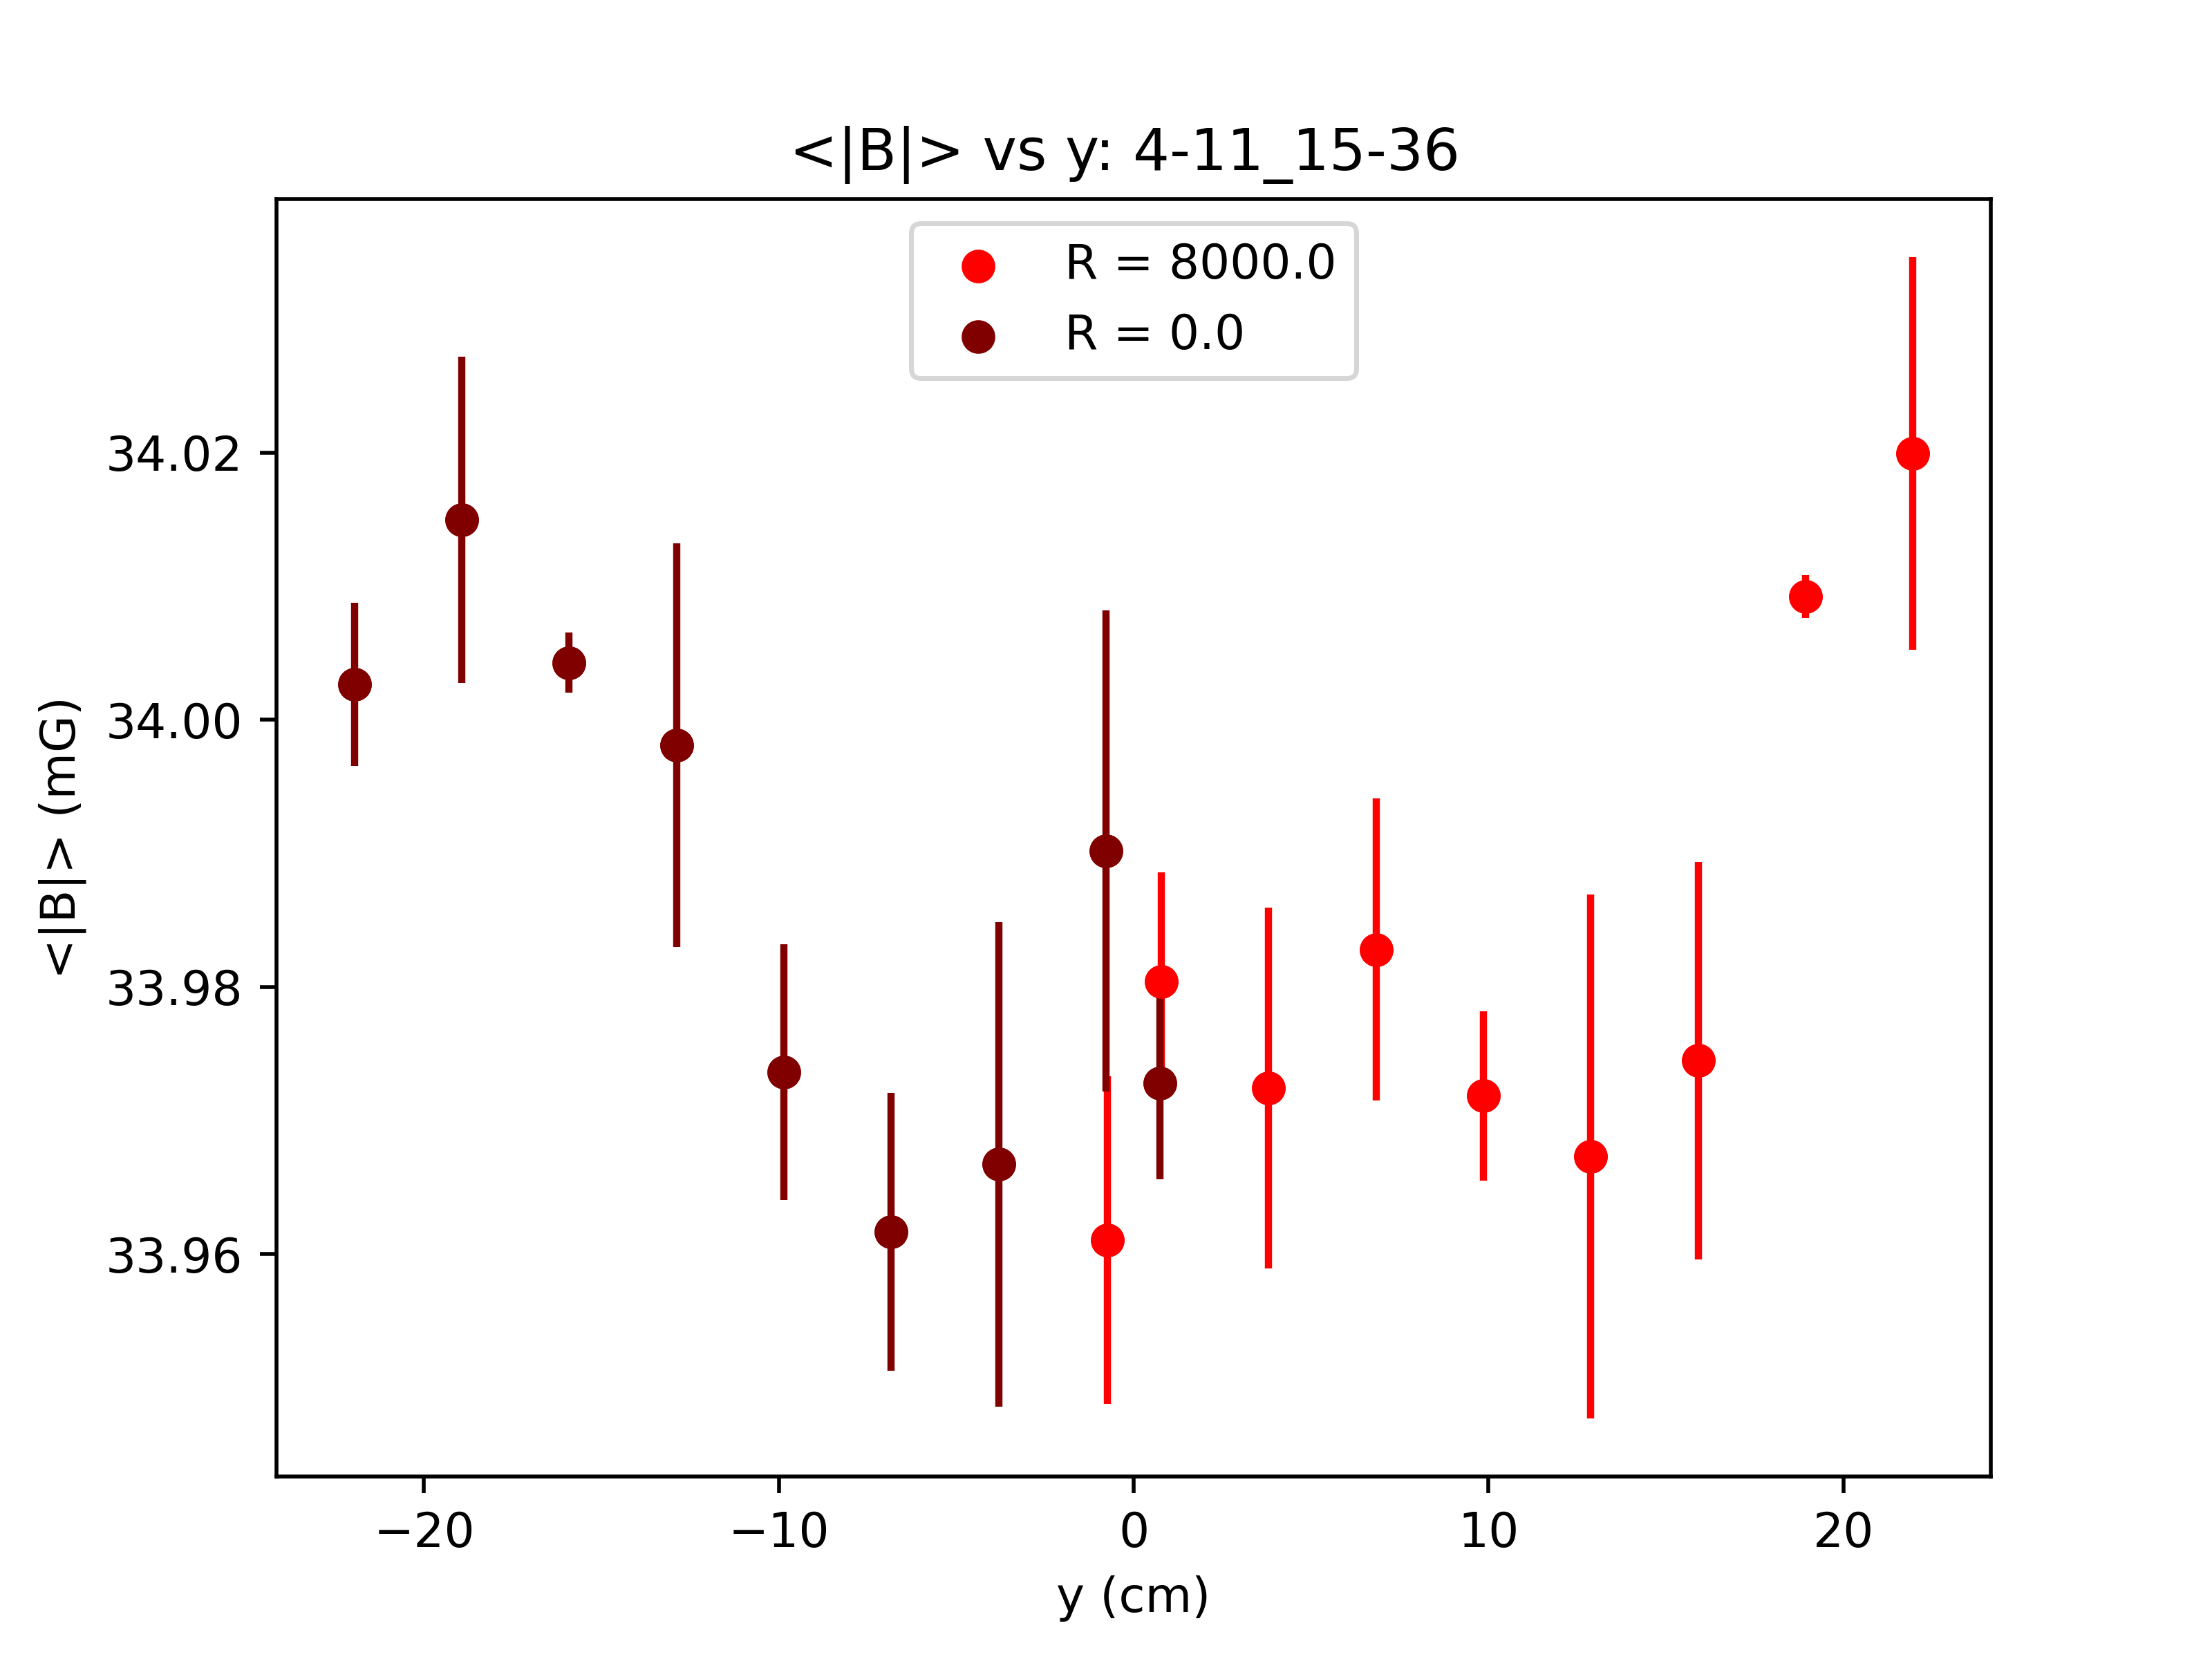 <|B|> vs y: 4-11_15-36
R = 8000.0
R = 0.0
34.02
34.00
33.98
33.96
<|B|> (mG)
−20
−10
0
10
20
y (cm)